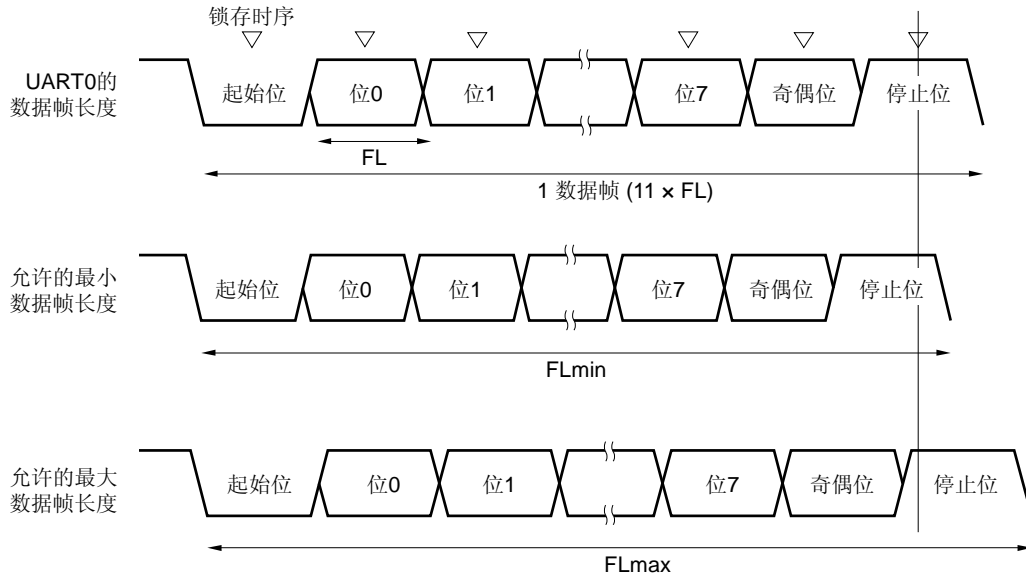 锁存时序
UART0的
数据帧长度
起始位 位0 位1 位7 奇偶位 停止位
FL
1 数据帧 (11 × FL)
允许的最小
数据帧长度
起始位 位0 位1 位7 奇偶位 停止位
FLmin
允许的最大
数据帧长度
起始位 位0 位1 位7 奇偶位 停止位
FLmax